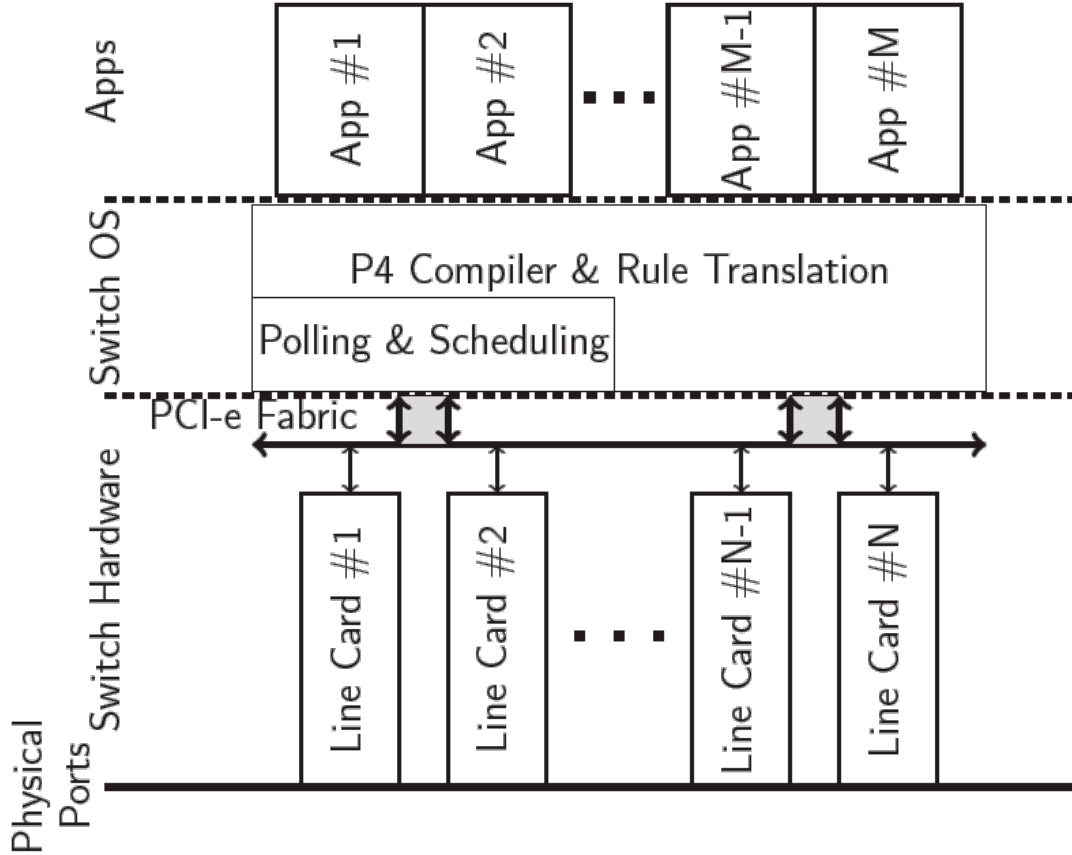 Apps
App #1
App #2
App #M-1
App #M
Switch OS
P4 Compiler & Rule Translation
Polling & Scheduling
PCI-e Fabric
Switch Hardware
Line Card #1
Line Card #2
Line Card #N-1
Line Card #N
Physical
Ports